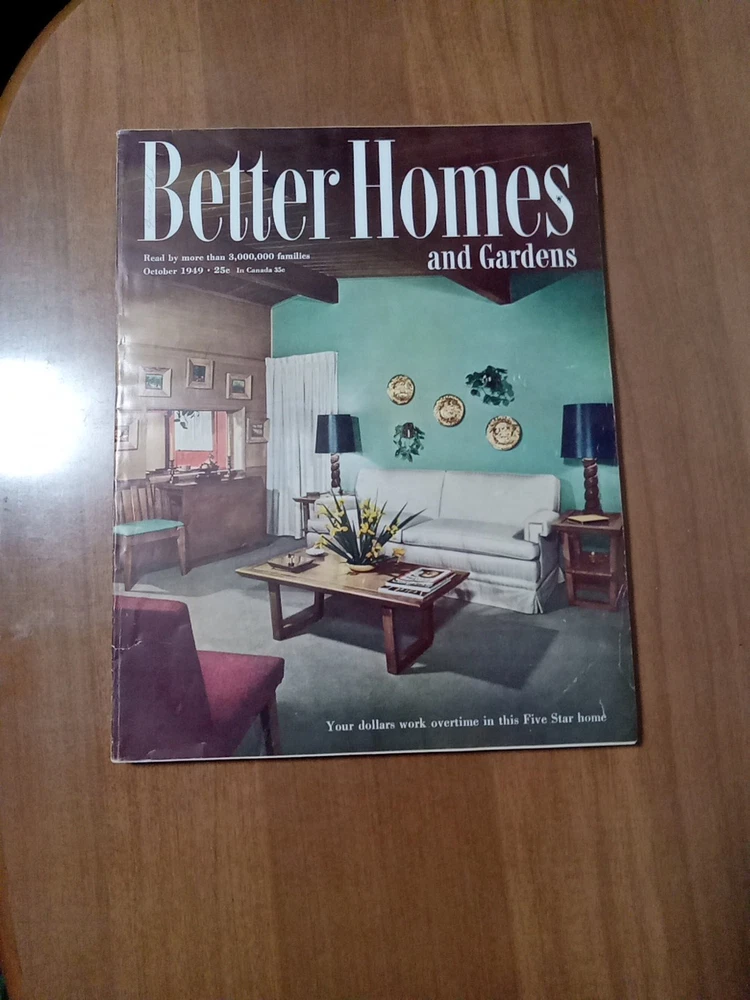 Better Homes
and Gardens
Read by more than 3,000,000 families
October 1949 • 25c In Canada 35c
Your dollars work overtime in this Five Star home